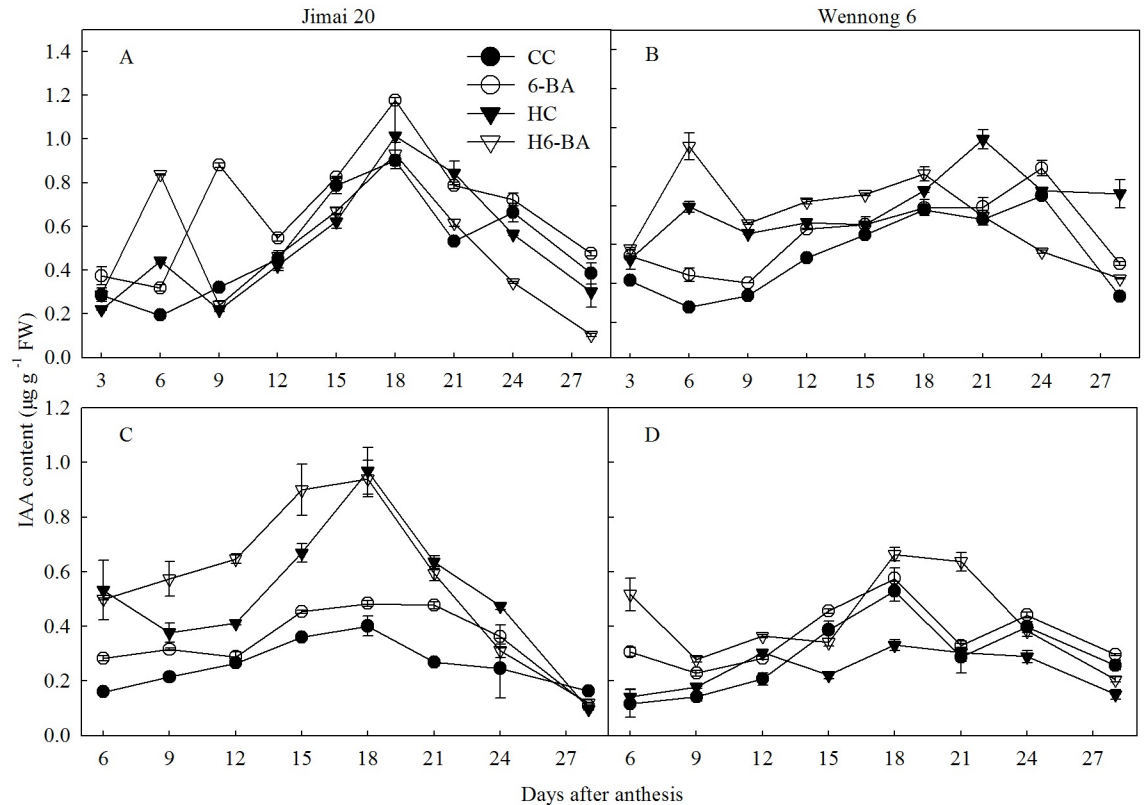 Jimai 20 Wennong 6
A
B
CC
6-BA
HC
H6-BA
1.4
1.2
1.0
0.8
0.6
0.4
0.2
0.0
3 6 9 12 15 18 21 24 27
3 6 9 12 15 18 21 24 27
IAA content (µg g⁻¹ FW)
C
D
1.2
1.0
0.8
0.6
0.4
0.2
0.0
6 9 12 15 18 21 24 27
6 9 12 15 18 21 24 27
Days after anthesis